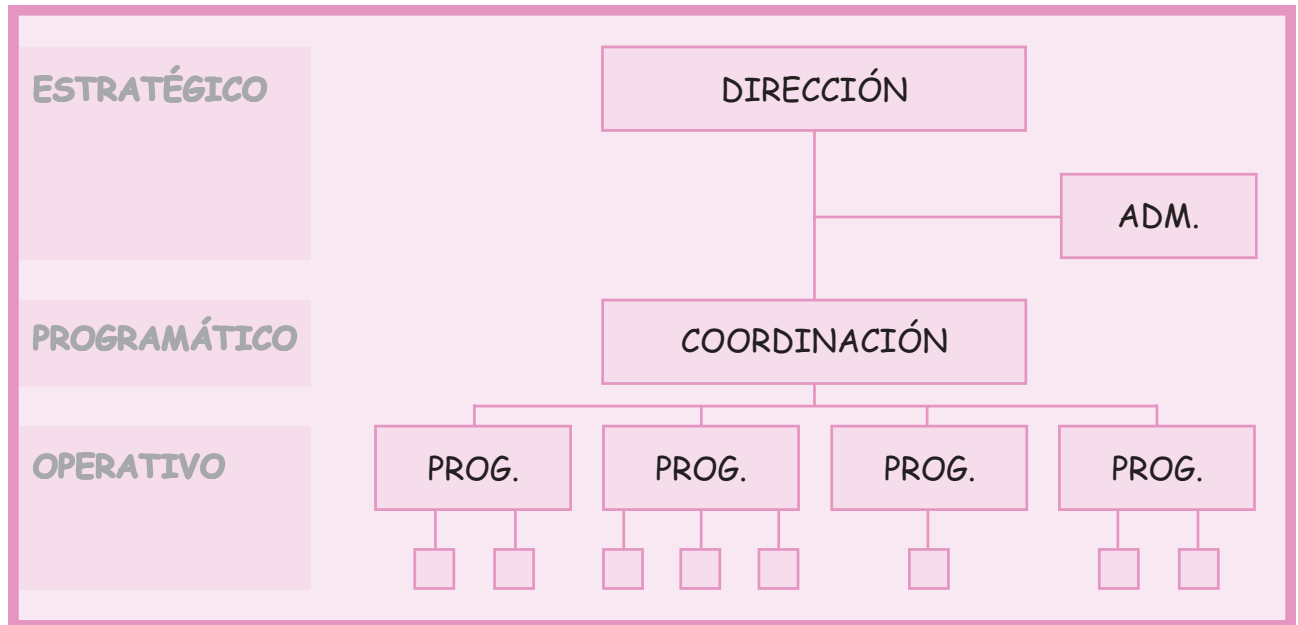 ESTRATÉGICO
DIRECCIÓN
ADM.
PROGRAMÁTICO
COORDINACIÓN
OPERATIVO
PROG.
PROG.
PROG.
PROG.